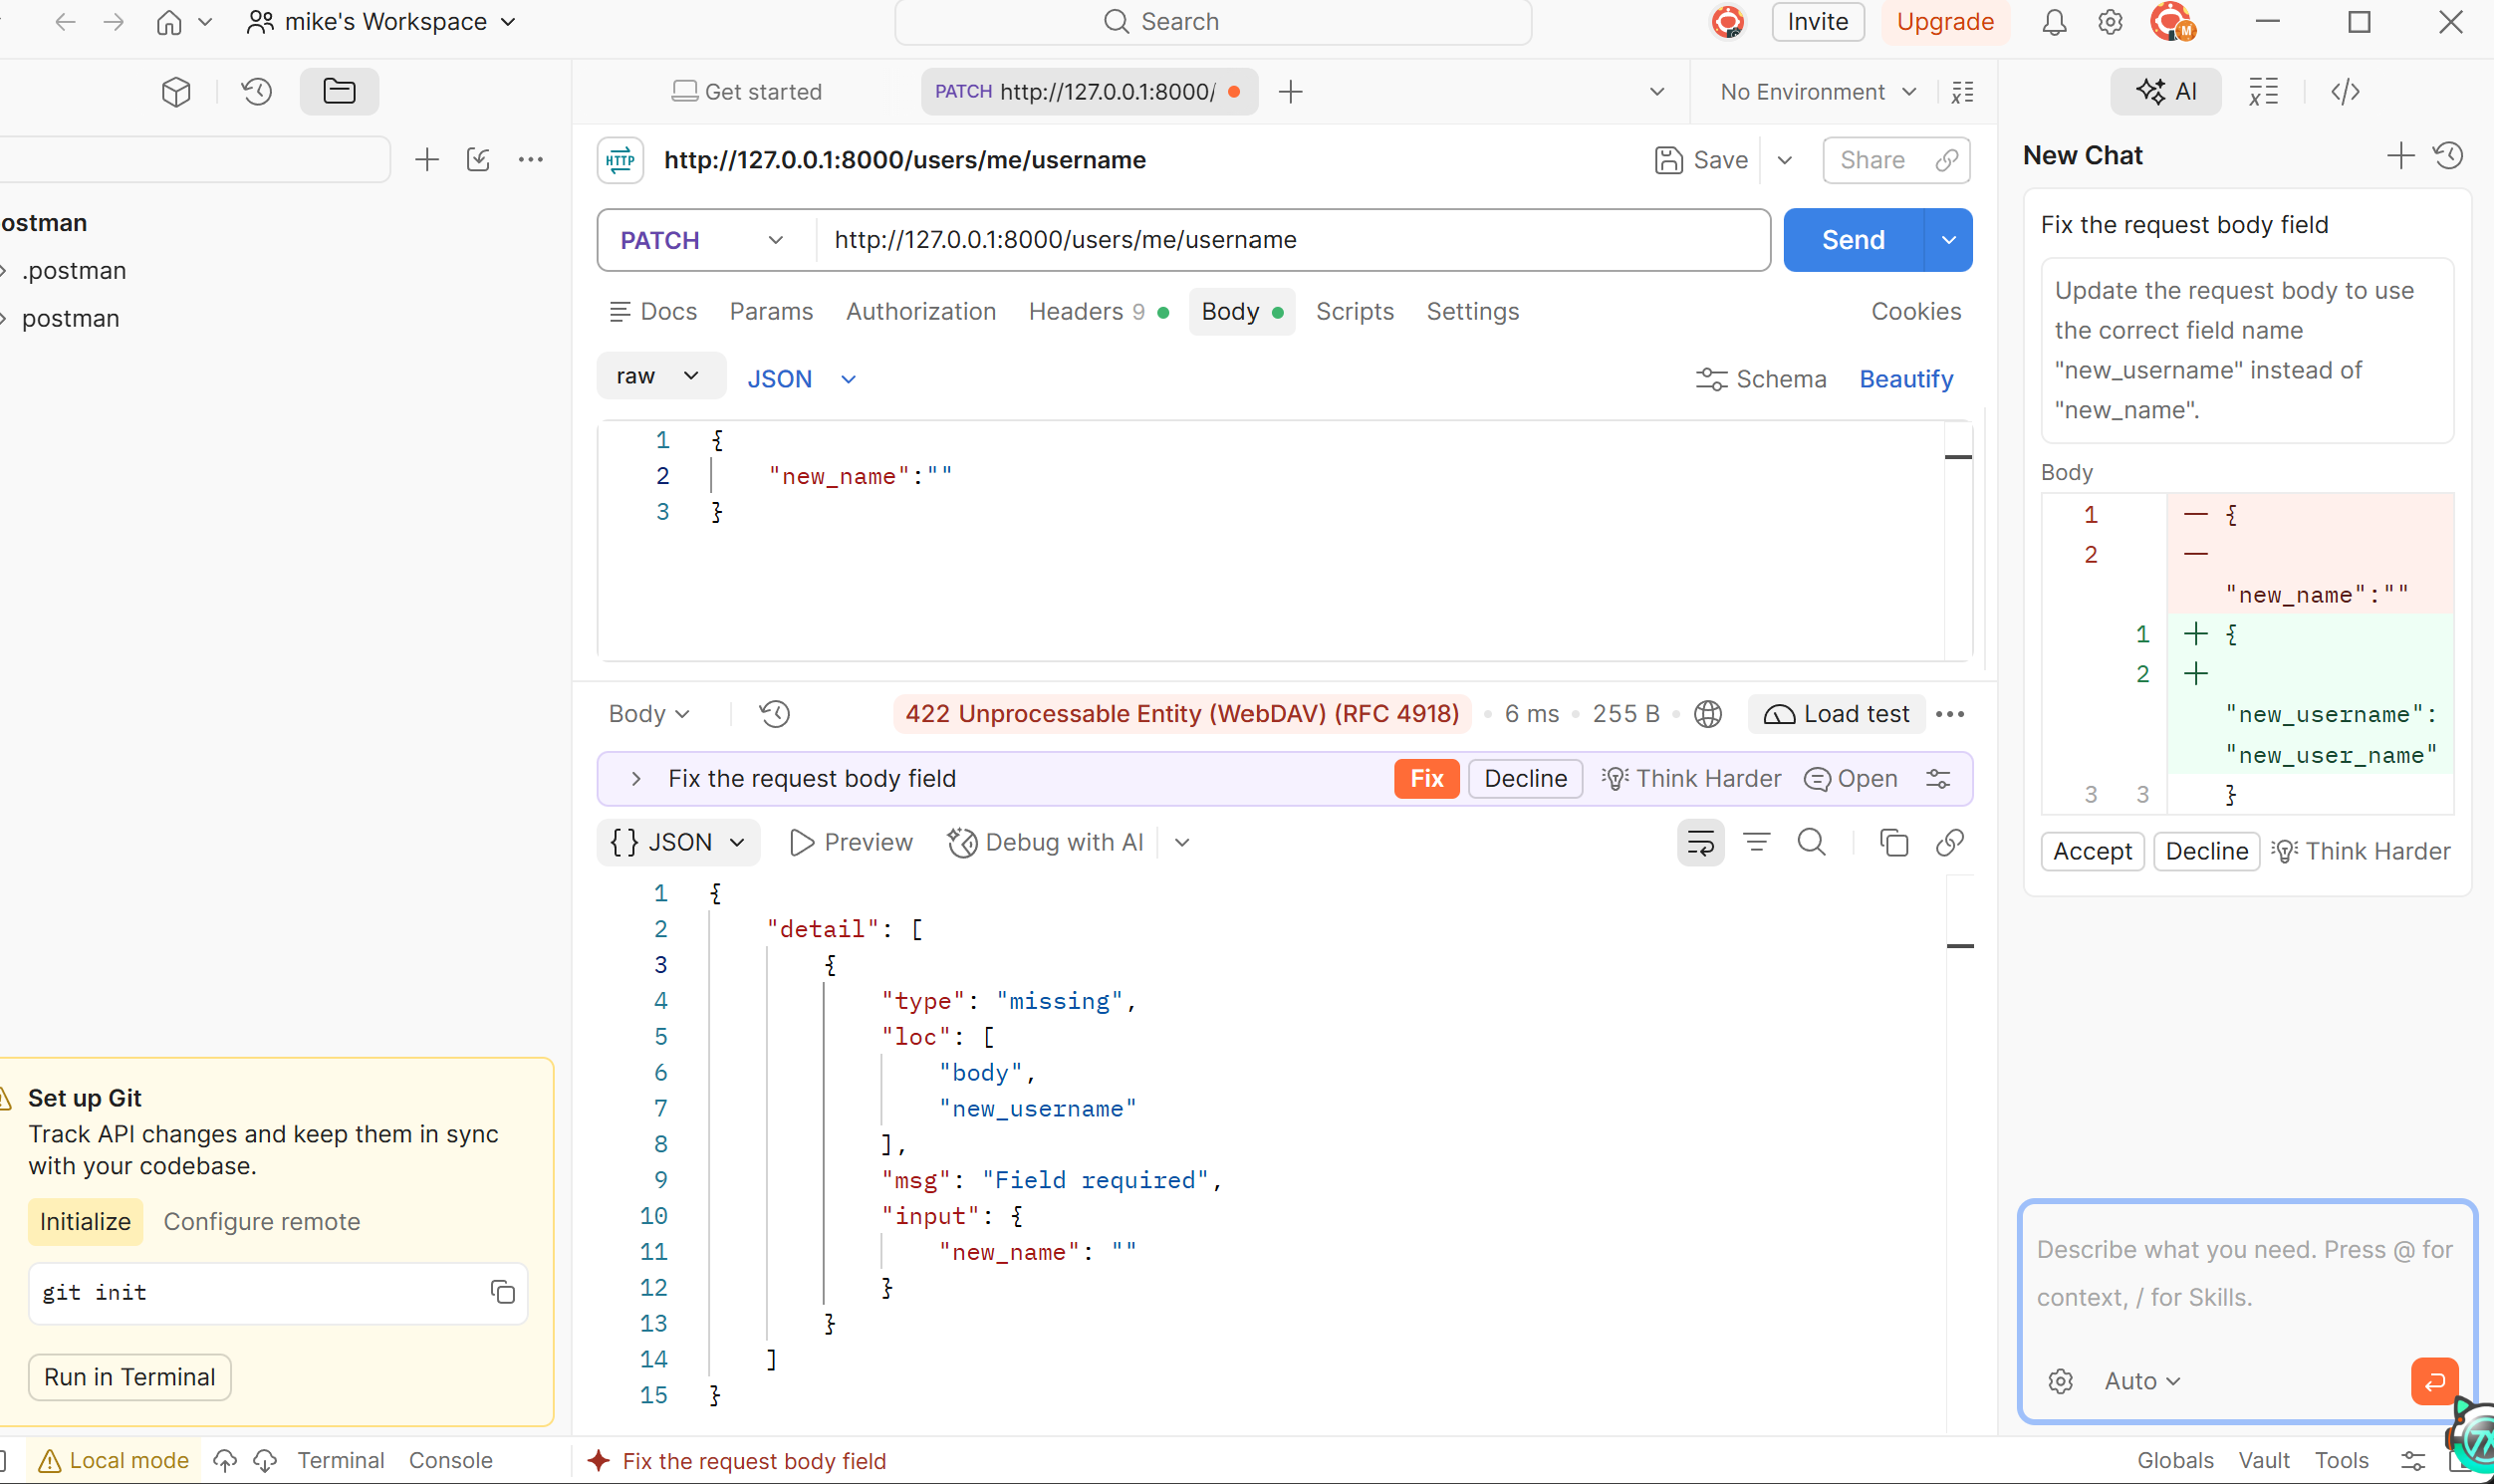 mike's Workspace
Search
Invite
Upgrade
M
Get started
PATCH http://127.0.0.1:8000/
No Environment
AI
HTTP
http://127.0.0.1:8000/users/me/username
Save
Share
New Chat
ostman
.postman
postman
PATCH
http://127.0.0.1:8000/users/me/username
Send
Docs
Params
Authorization
Headers 9
Body
Scripts
Settings
Cookies
raw
JSON
Schema
Beautify
1 {
2 "new_name":""
3 }
Body
422 Unprocessable Entity (WebDAV) (RFC 4918)
6 ms
255 B
Load test
Fix the request body field
Fix
Decline
Think Harder
Open
{} JSON
Preview
Debug with AI
1 {
2 "detail": [
3 {
4 "type": "missing",
5 "loc": [
6 "body",
7 "new_username"
8 ],
9 "msg": "Field required",
10 "input": {
11 "new_name": ""
12 }
13 }
14 ]
15 }
Fix the request body field
Update the request body to use
the correct field name
"new_username" instead of
"new_name".
Body
1 — {
2 —
"new_name":""
1 + {
2 +
"new_username":
"new_user_name"
3 3 }
Accept
Decline
Think Harder
Describe what you need. Press @ for
context, / for Skills.
Auto
Set up Git
Track API changes and keep them in sync
with your codebase.
Initialize
Configure remote
git init
Run in Terminal
Local mode
Terminal
Console
Fix the request body field
Globals
Vault
Tools